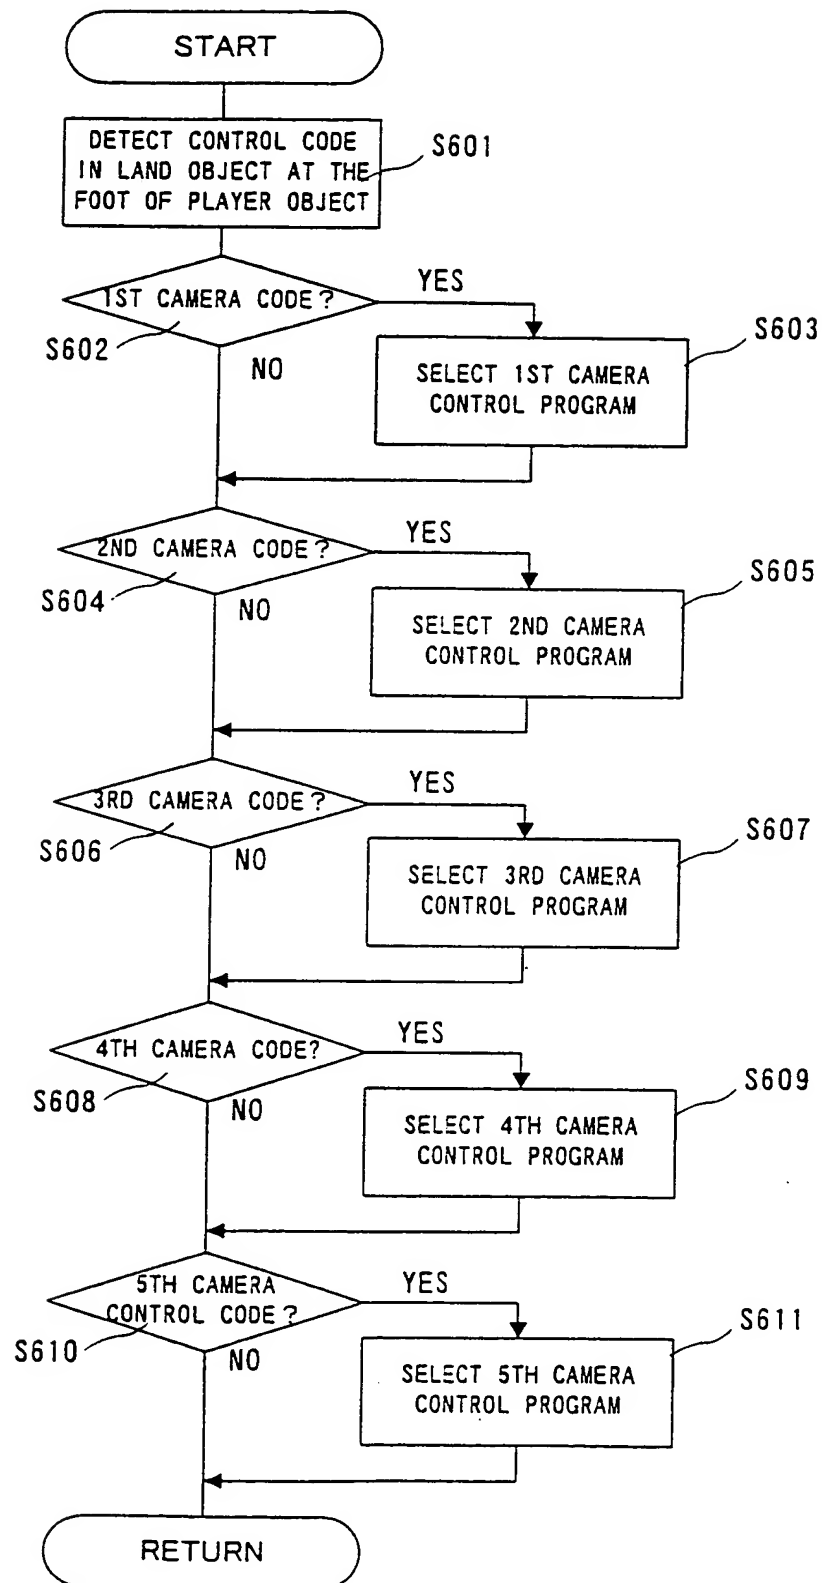 START
DETECT CONTROL CODE
IN LAND OBJECT AT THE
FOOT OF PLAYER OBJECT
S601
1ST CAMERA CODE?
YES
S602
NO
S603
SELECT 1ST CAMERA
CONTROL PROGRAM
2ND CAMERA CODE?
YES
S604
NO
S605
SELECT 2ND CAMERA
CONTROL PROGRAM
3RD CAMERA CODE?
YES
S606
NO
S607
SELECT 3RD CAMERA
CONTROL PROGRAM
4TH CAMERA CODE?
YES
S608
NO
S609
SELECT 4TH CAMERA
CONTROL PROGRAM
5TH CAMERA
CONTROL CODE?
YES
S610
NO
S611
SELECT 5TH CAMERA
CONTROL PROGRAM
RETURN